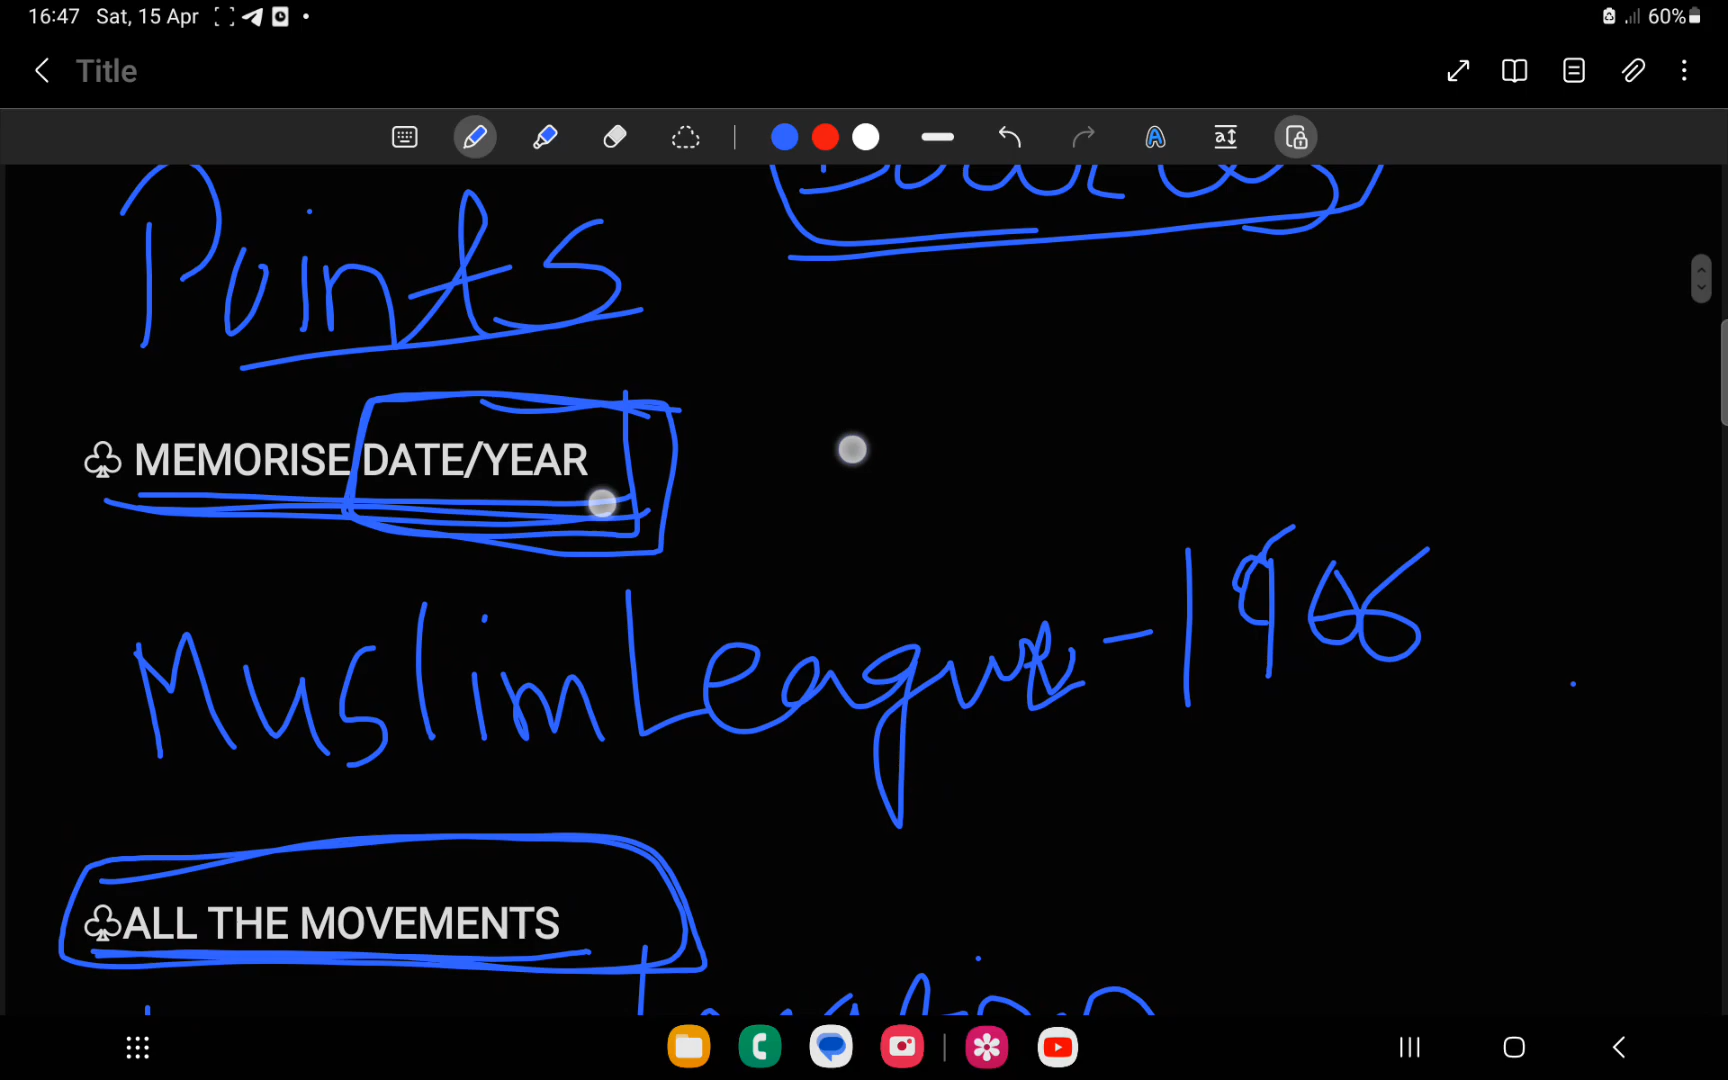 16:47 Sat, 15 Apr 60%
Title
Points
♧ MEMORISE DATE/YEAR
Muslim League - 1906
♧ALL THE MOVEMENTS